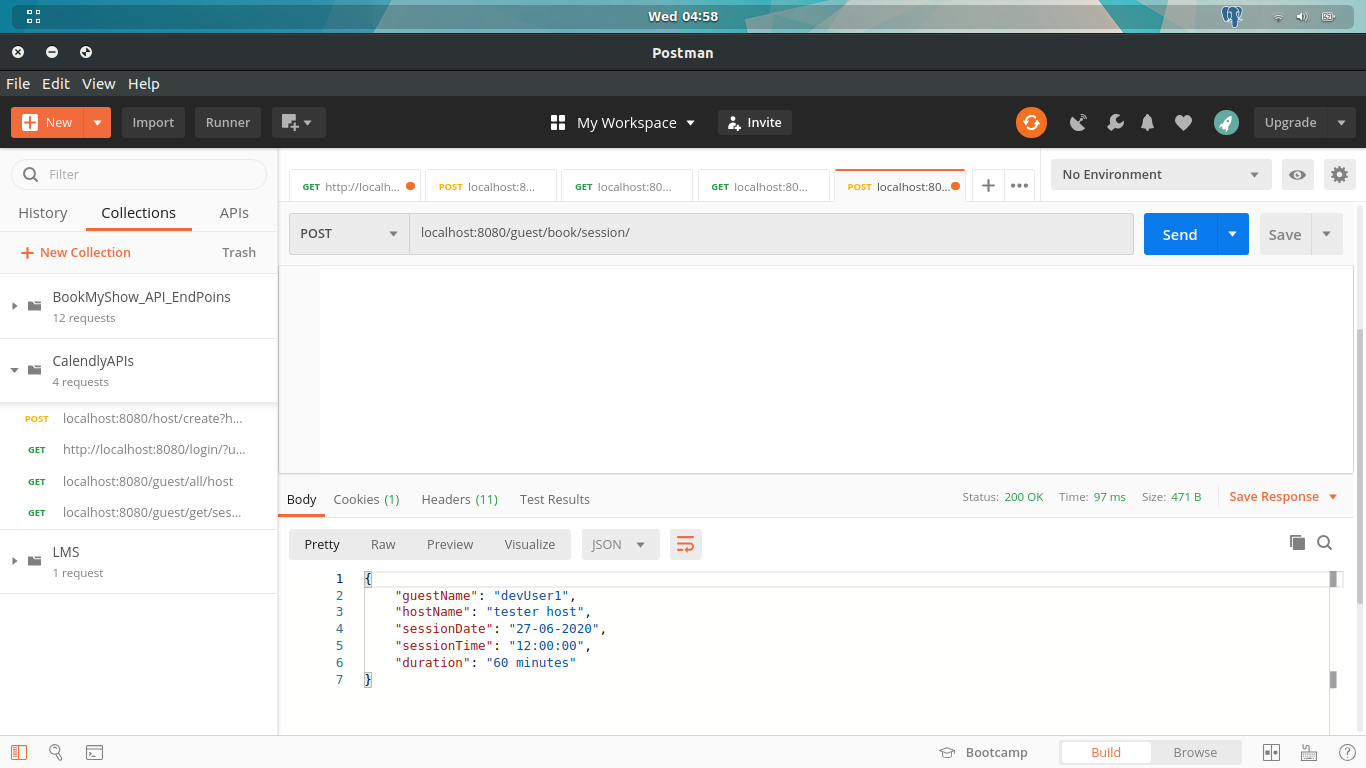 Wed 04:58
Postman
File Edit View Help
New Import Runner My Workspace Invite Upgrade
Filter
History Collections APIs
New Collection Trash
BookMyShow_API_EndPoins
12 requests
CalendlyAPIs
4 requests
POST localhost:8080/host/create?h...
GET http://localhost:8080/login/?u...
GET localhost:8080/guest/all/host
GET localhost:8080/guest/get/ses...
LMS
1 request
GET http://localh... POST localhost:8... GET localhost:80... GET localhost:80... POST localhost:80... No Environment
POST localhost:8080/guest/book/session/ Send Save
Body Cookies (1) Headers (11) Test Results Status: 200 OK Time: 97 ms Size: 471 B Save Response
Pretty Raw Preview Visualize JSON
1 {
2 "guestName": "devUser1",
3 "hostName": "tester host",
4 "sessionDate": "27-06-2020",
5 "sessionTime": "12:00:00",
6 "duration": "60 minutes"
7 }
Bootcamp Build Browse